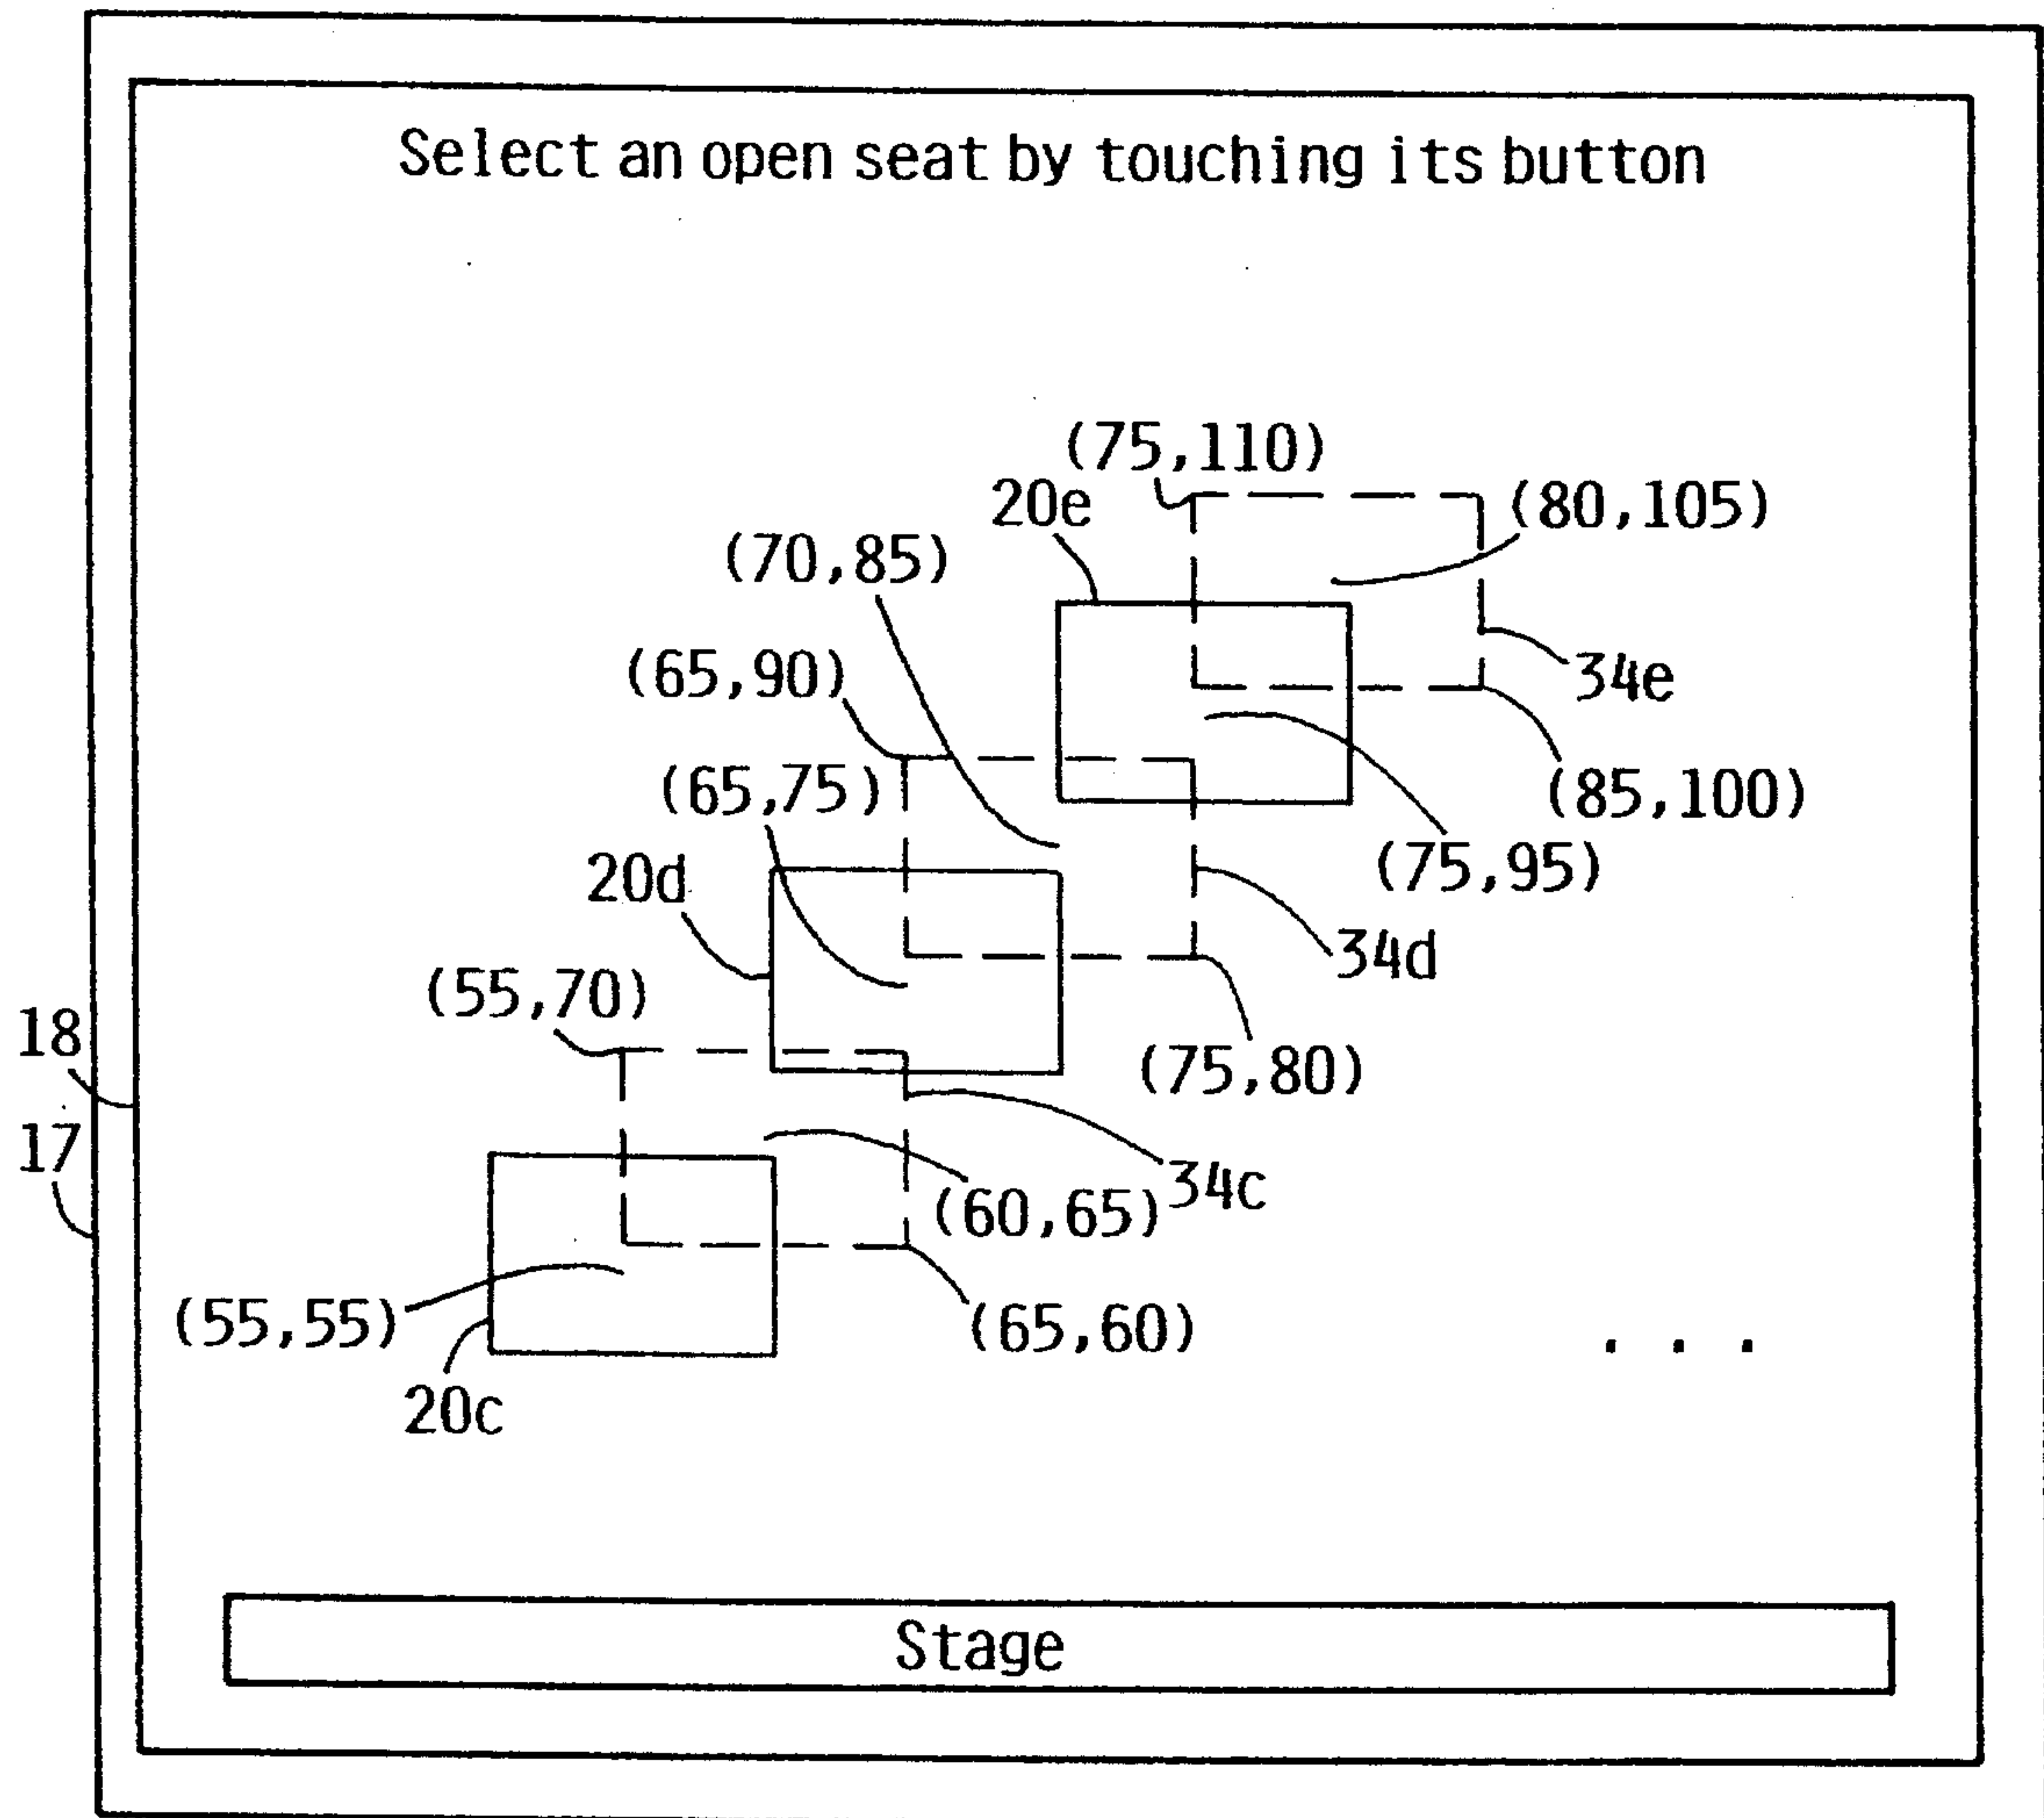 Select an open seat by touching its button
(75,110)
20e
(80,105)
(70,85)
(65,90)
34e
(65,75)
(85,100)
(75,95)
20d
34d
(55,70)
18
(75,80)
17
34c
(60,65)
(55,55)
(65,60)
. . .
20c
Stage